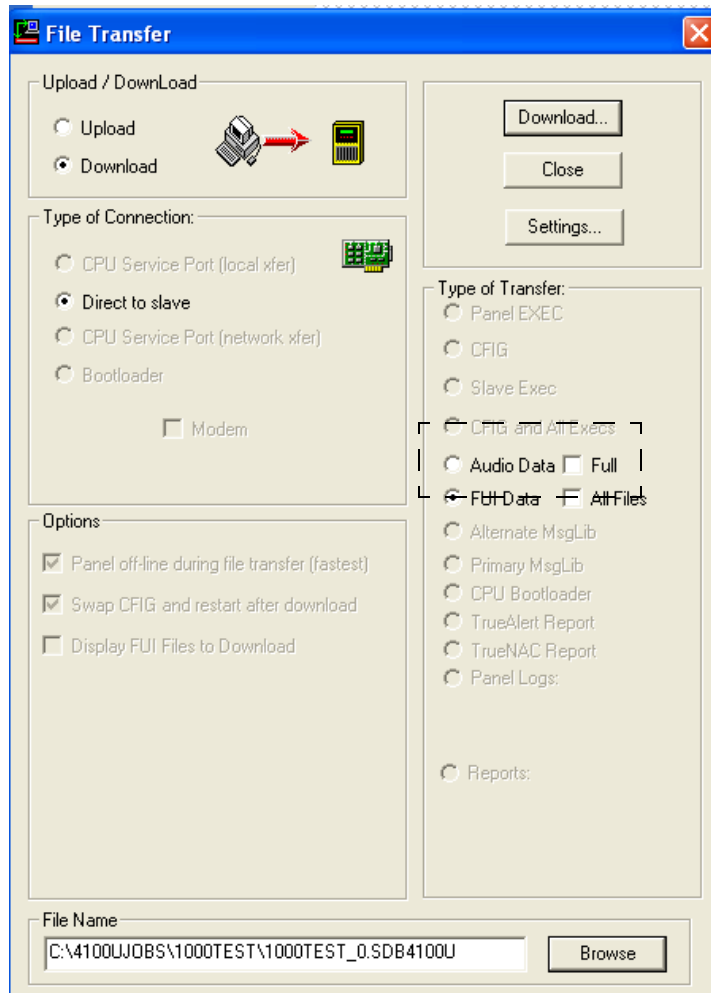 File Transfer
Upload / DownLoad
Upload
Download
Download...
Close
Settings...
Type of Connection:
CPU Service Port (local xfer)
Direct to slave
CPU Service Port (network xfer)
Bootloader
Modem
Type of Transfer:
Panel EXEC
CFIG
Slave Exec
CFIG and All Execs
Audio Data Full
FUI Data All Files
Alternate MsgLib
Primary MsgLib
CPU Bootloader
TrueAlert Report
TrueNAC Report
Panel Logs:
Reports:
Options
Panel off-line during file transfer (fastest)
Swap CFIG and restart after download
Display FUI Files to Download
File Name
C:\4100UJOBS\1000TEST\1000TEST_0.SDB4100U
Browse